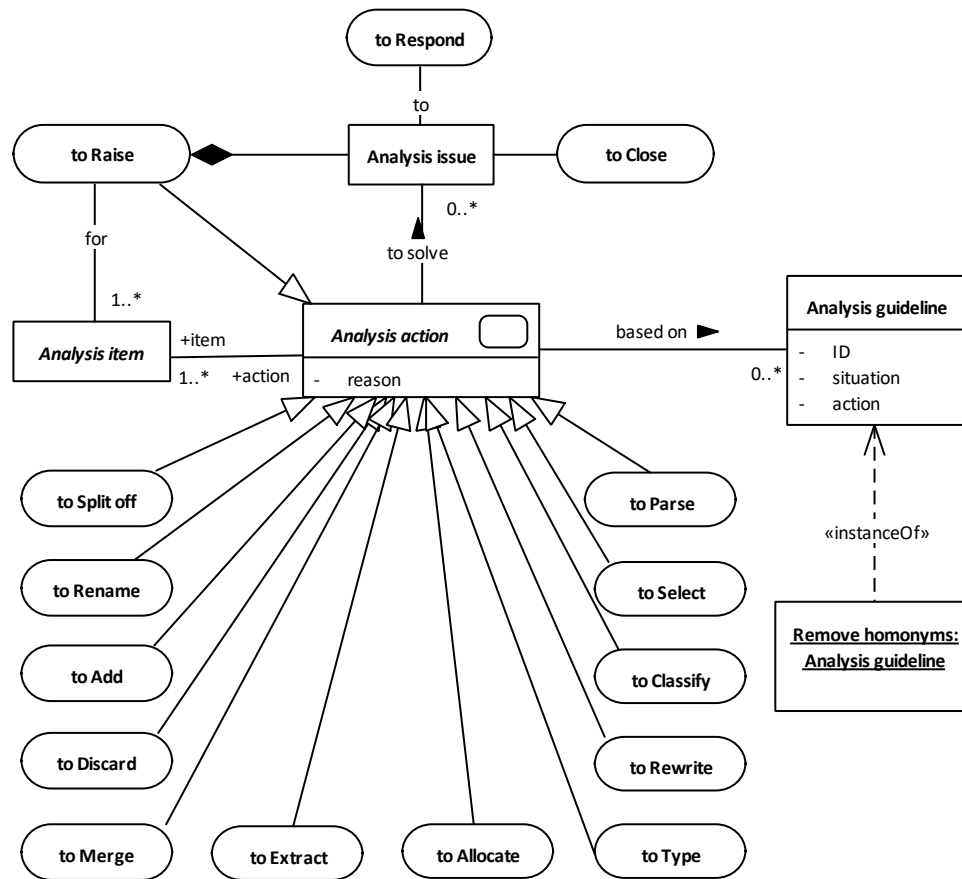 to Respond
to
to Raise
Analysis issue
to Close
0..*
for
to solve
1..*
Analysis guideline
Analysis action
based on
Analysis item
+item
- ID
0..*
- situation
1..*
+action
- reason
- action
to Split off
to Parse
«instanceOf»
to Rename
to Select
Remove homonyms:
Analysis guideline
to Add
to Classify
to Discard
to Rewrite
to Merge
to Extract
to Allocate
to Type